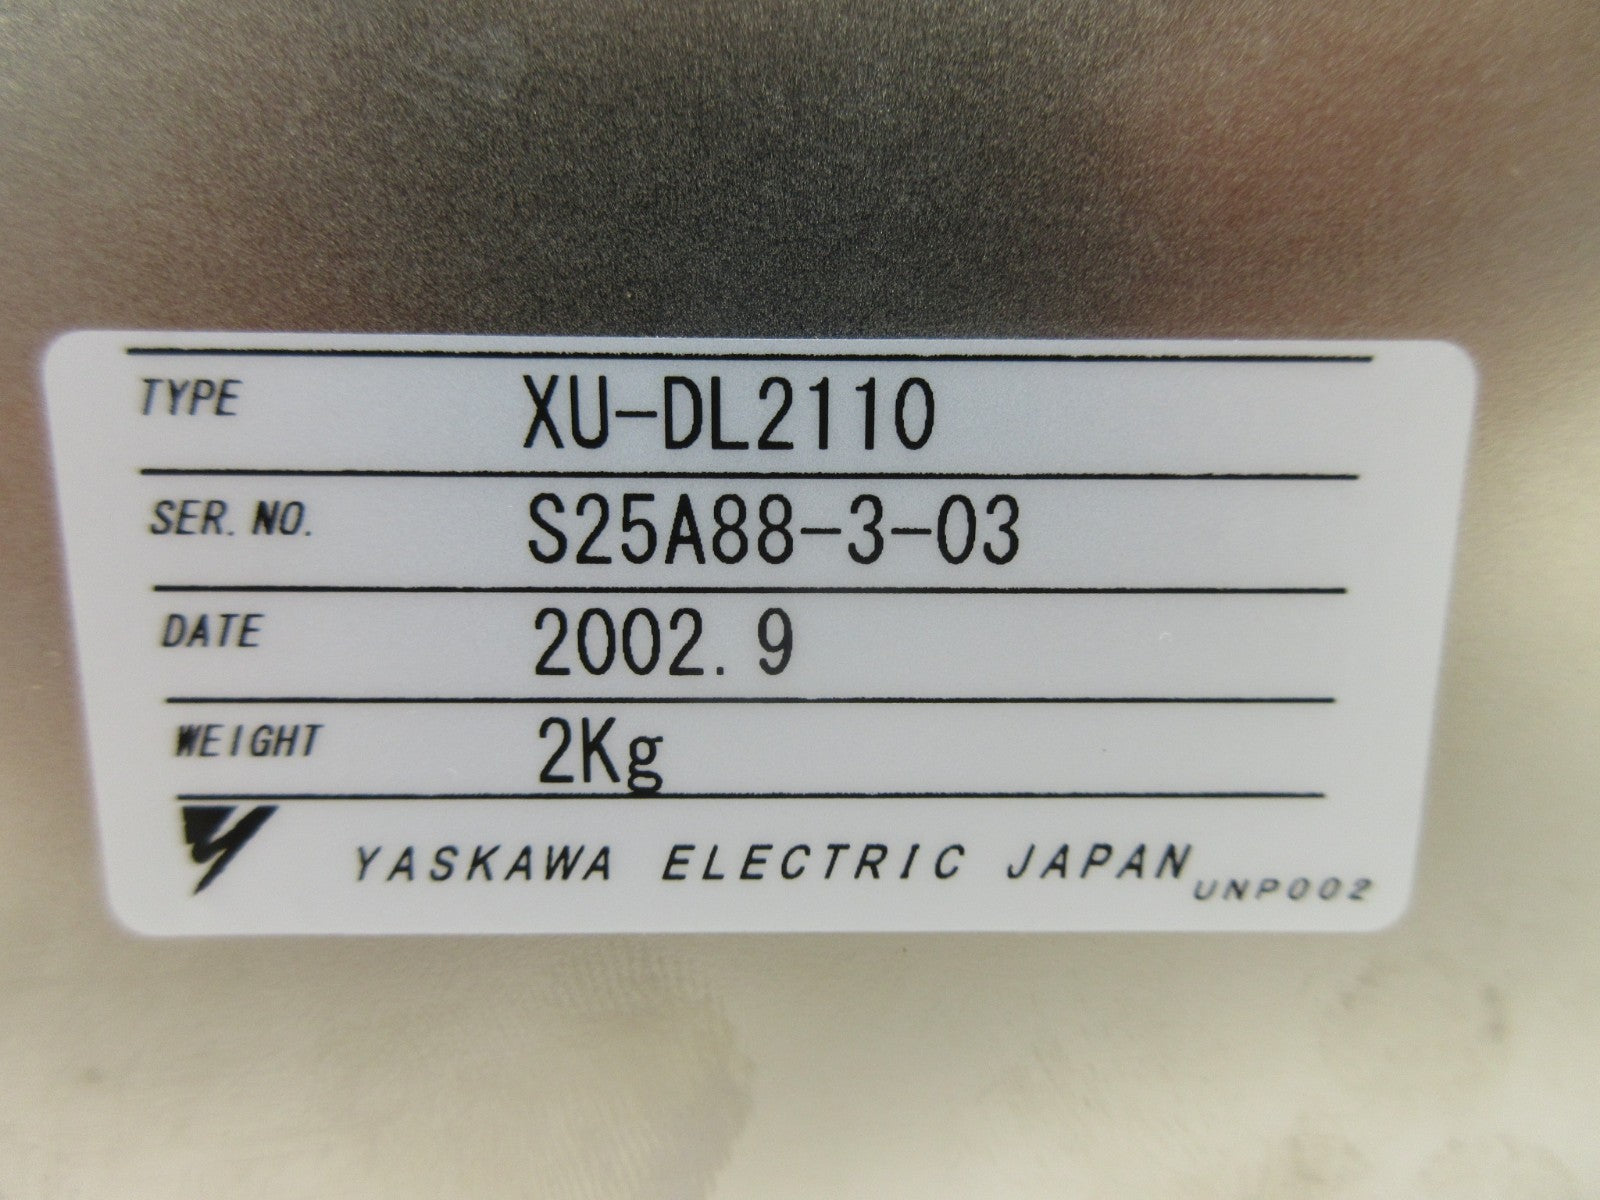 TYPE XU-DL2110
SER. NO. S25A88-3-03
DATE 2002. 9
WEIGHT 2Kg
YASKAWA ELECTRIC JAPAN UNP002